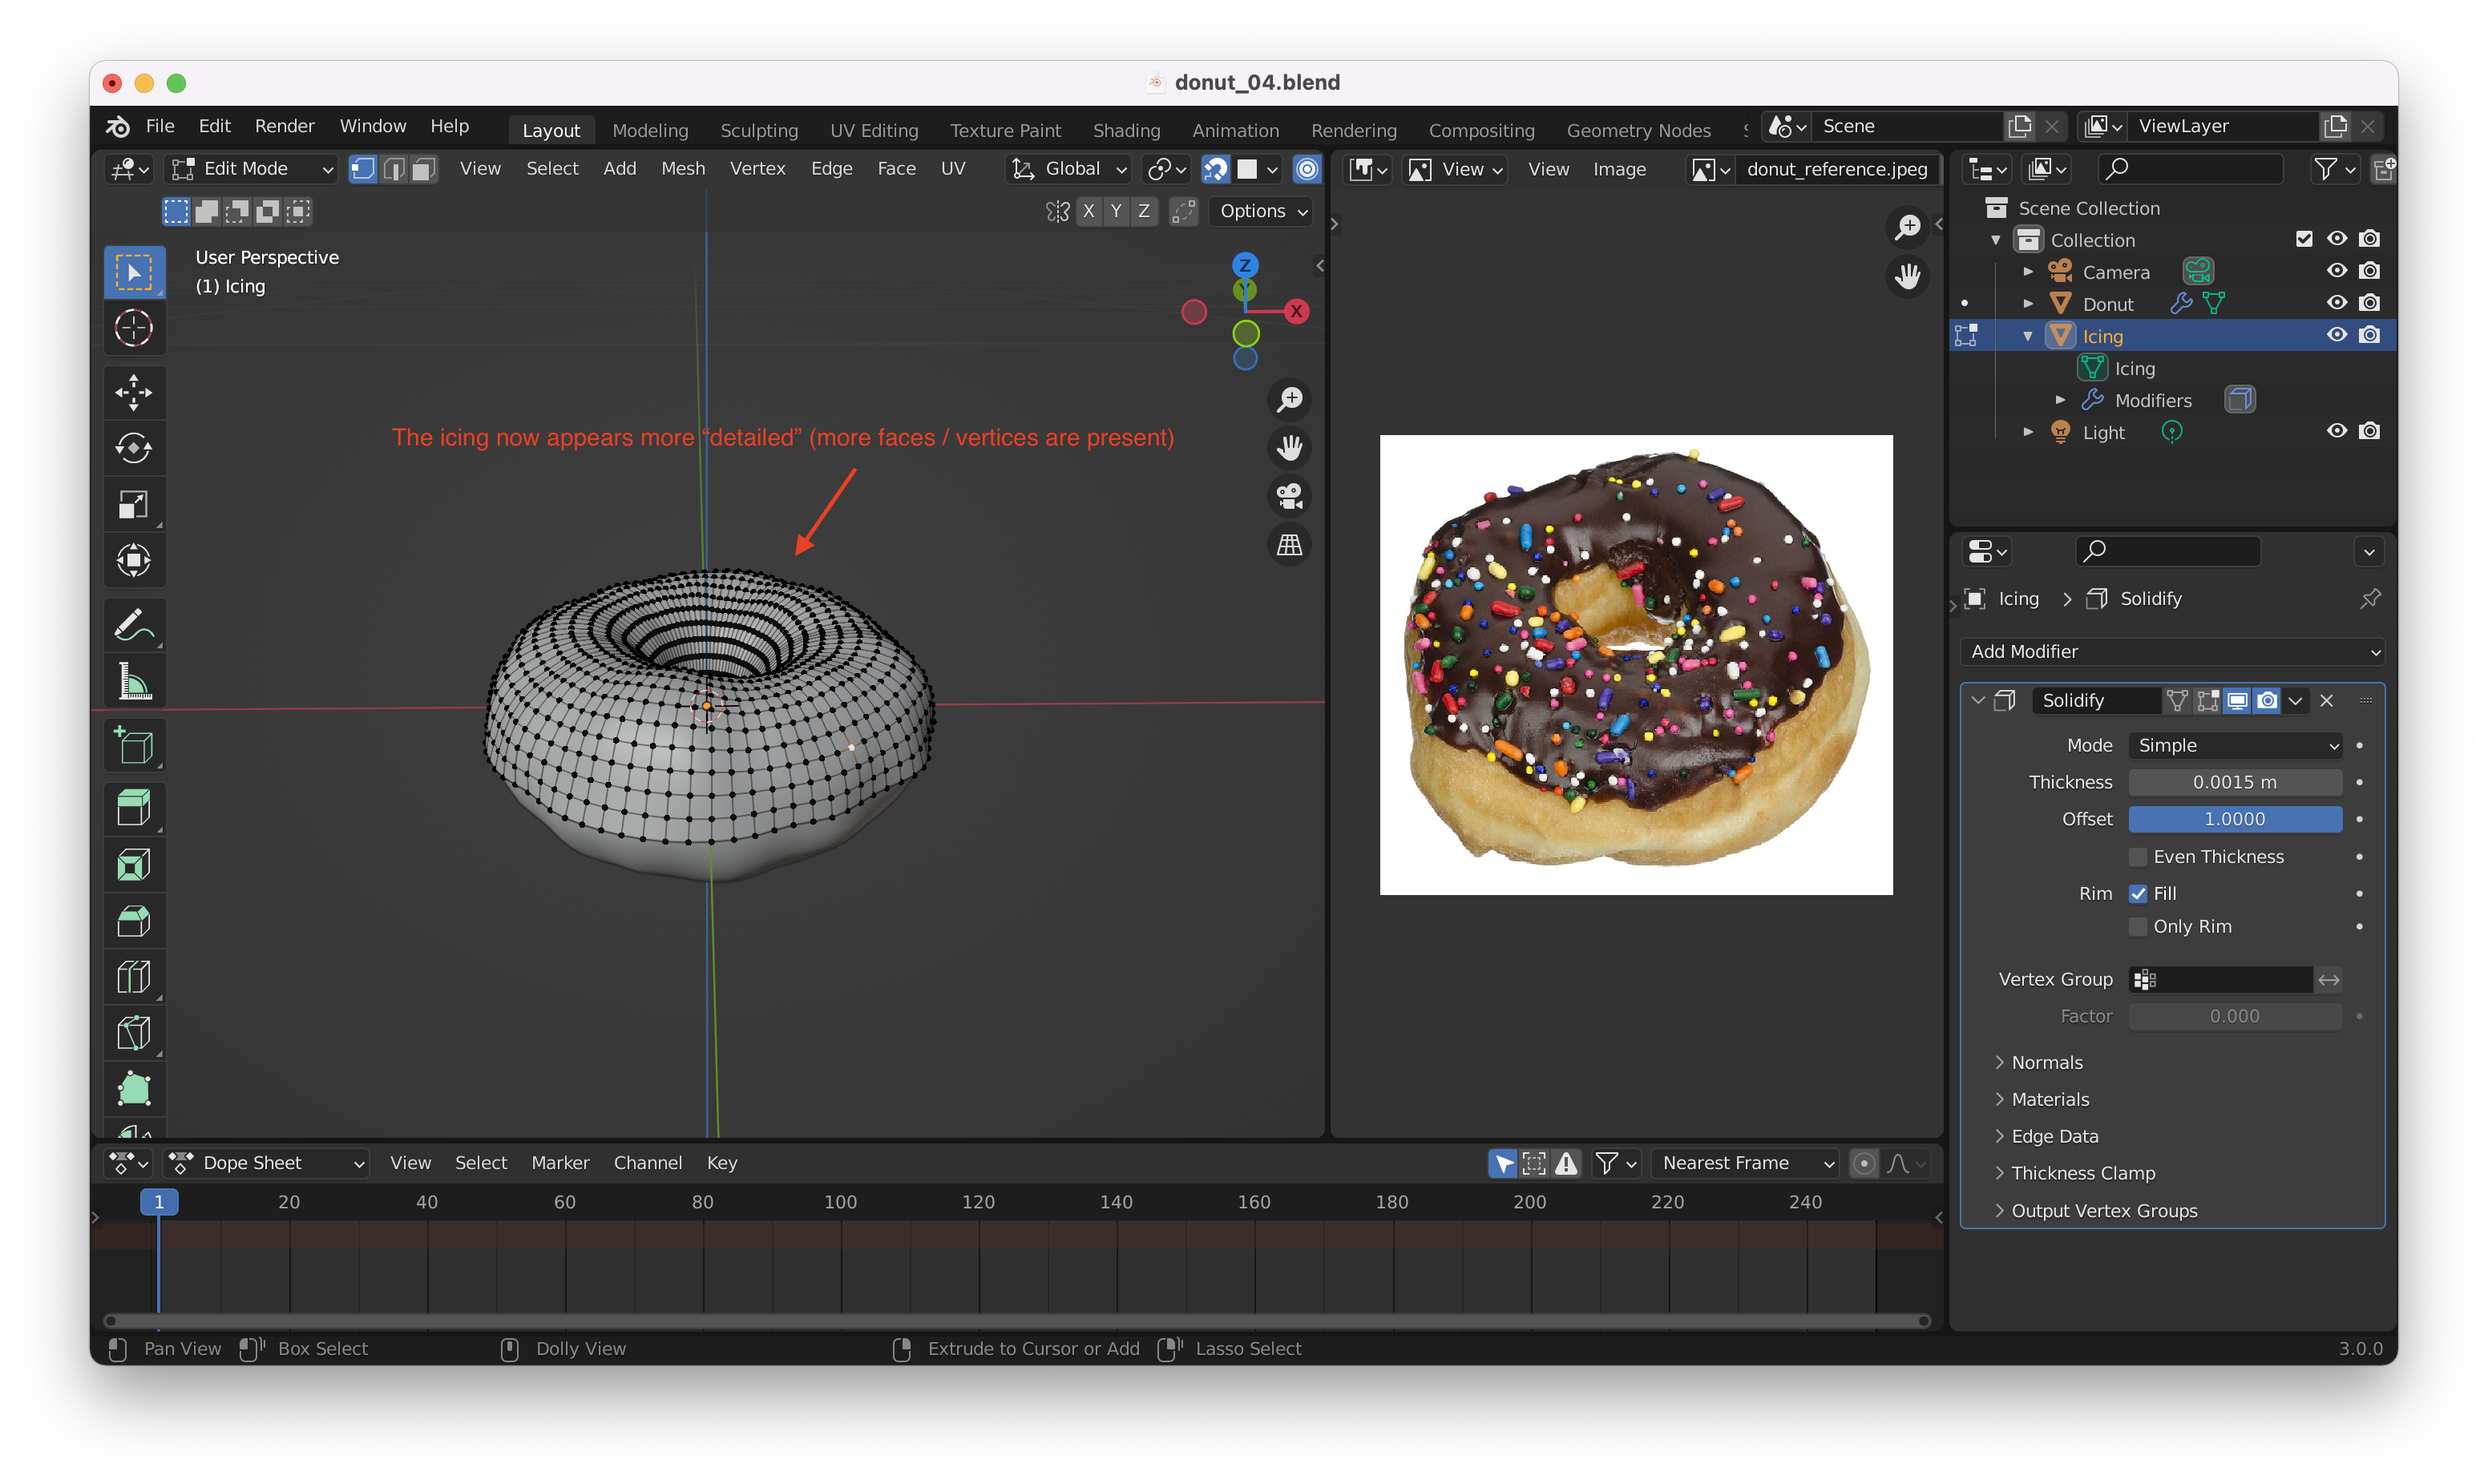 donut_04.blend
File Edit Render Window Help Layout Modeling Sculpting UV Editing Texture Paint Shading Animation Rendering Compositing Geometry Nodes Scene ViewLayer
Edit Mode View Select Add Mesh Vertex Edge Face UV Global
X Y Z Options
User Perspective
(1) Icing
Z
Y
X
The icing now appears more “detailed” (more faces / vertices are present)
View View Image donut_reference.jpeg
Scene Collection
Collection
Camera
Donut
Icing
Icing
Modifiers
Light
Icing > Solidify
Add Modifier
Solidify
Mode Simple
Thickness 0.0015 m
Offset 1.0000
Even Thickness
Rim Fill
Only Rim
Vertex Group
Factor 0.000
Normals
Materials
Edge Data
Thickness Clamp
Output Vertex Groups
Dope Sheet View Select Marker Channel Key Nearest Frame
1 20 40 60 80 100 120 140 160 180 200 220 240
Pan View Box Select Dolly View Extrude to Cursor or Add Lasso Select 3.0.0